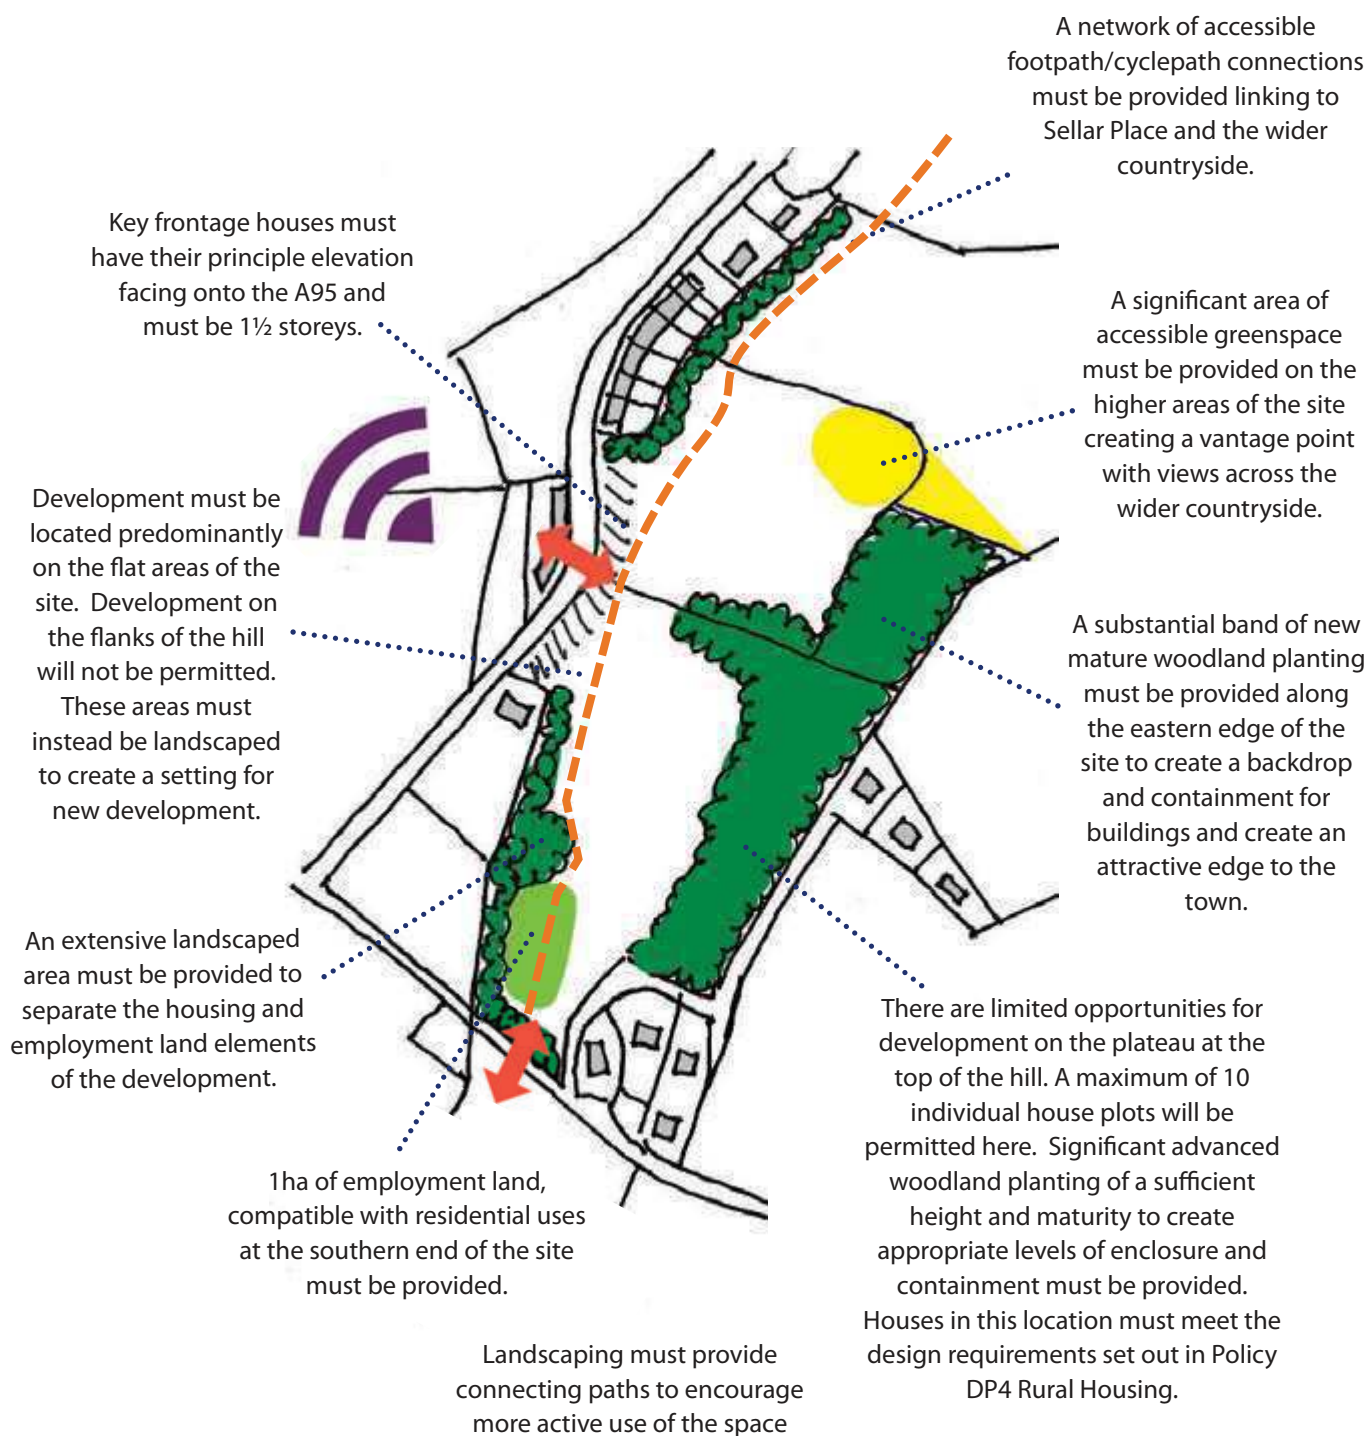 A network of accessible
footpath/cyclepath connections
must be provided linking to
Sellar Place and the wider
countryside.
Key frontage houses must
have their principle elevation
facing onto the A95 and
must be 1½ storeys.
A significant area of
accessible greenspace
must be provided on the
higher areas of the site
creating a vantage point
with views across the
wider countryside.
Development must be
located predominantly
on the flat areas of the
site. Development on
the flanks of the hill
will not be permitted.
These areas must
instead be landscaped
to create a setting for
new development.
A substantial band of new
mature woodland planting
must be provided along
the eastern edge of the
site to create a backdrop
and containment for
buildings and create an
attractive edge to the
town.
An extensive landscaped
area must be provided to
separate the housing and
employment land elements
of the development.
There are limited opportunities for
development on the plateau at the
top of the hill. A maximum of 10
individual house plots will be
permitted here. Significant advanced
woodland planting of a sufficient
height and maturity to create
appropriate levels of enclosure and
containment must be provided.
Houses in this location must meet the
design requirements set out in Policy
DP4 Rural Housing.
1ha of employment land,
compatible with residential uses
at the southern end of the site
must be provided.
Landscaping must provide
connecting paths to encourage
more active use of the space